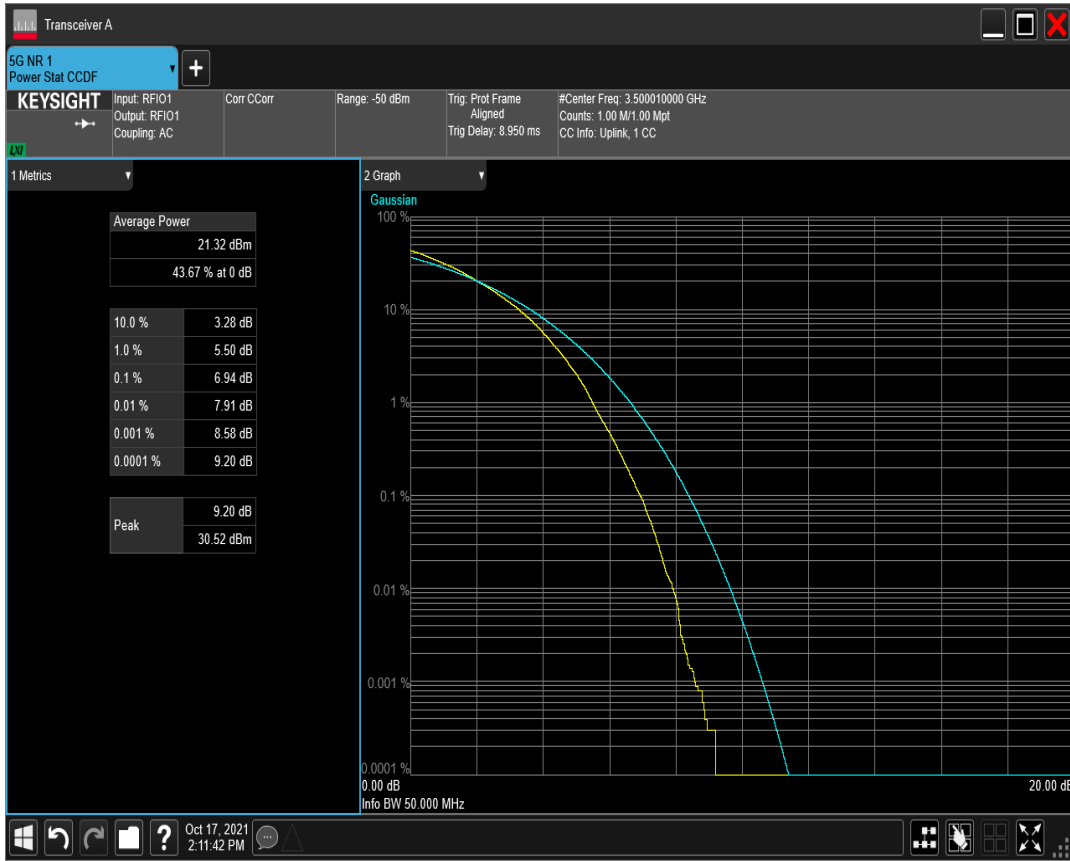 Transceiver A
5G NR 1
Power Stat CCDF
KEYSIGHT
LXI
Input: RFIO1
Output: RFIO1
Coupling: AC
Corr CCorr
Range: -50 dBm
Trig: Prot Frame
Aligned
Trig Delay: 8.950 ms
#Center Freq: 3.500010000 GHz
Counts: 1.00 M/1.00 Mpt
CC Info: Uplink, 1 CC
1 Metrics
Average Power
21.32 dBm
43.67 % at 0 dB
10.0 % 3.28 dB
1.0 % 5.50 dB
0.1 % 6.94 dB
0.01 % 7.91 dB
0.001 % 8.58 dB
0.0001 % 9.20 dB
Peak
9.20 dB
30.52 dBm
2 Graph
Gaussian
100 %
10 %
1 %
0.1 %
0.01 %
0.001 %
0.0001 %
0.00 dB 20.00 dB
Info BW 50.000 MHz
?
Oct 17, 2021
2:11:42 PM